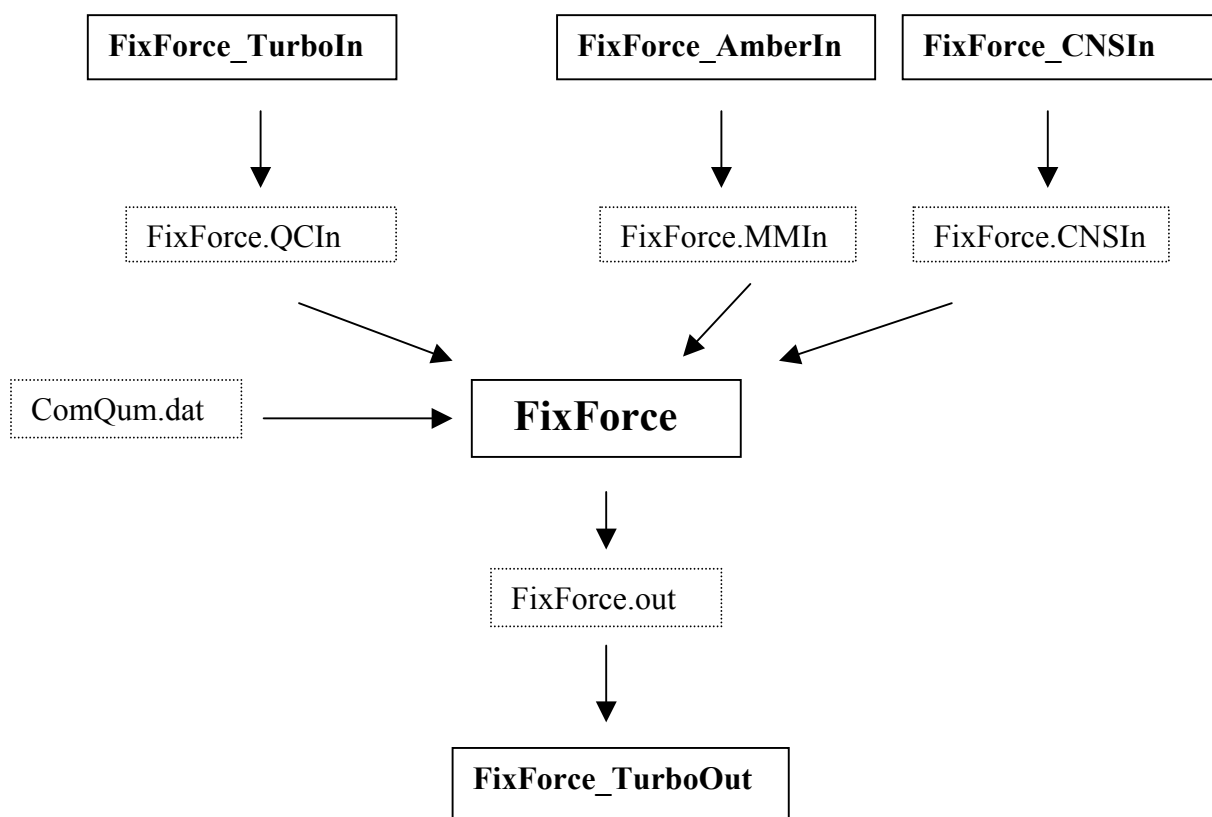 FixForce_TurboIn
FixForce_AmberIn
FixForce_CNSIn
FixForce.QCIn
FixForce.MMIn
FixForce.CNSIn
ComQum.dat
FixForce
FixForce.out
FixForce_TurboOut